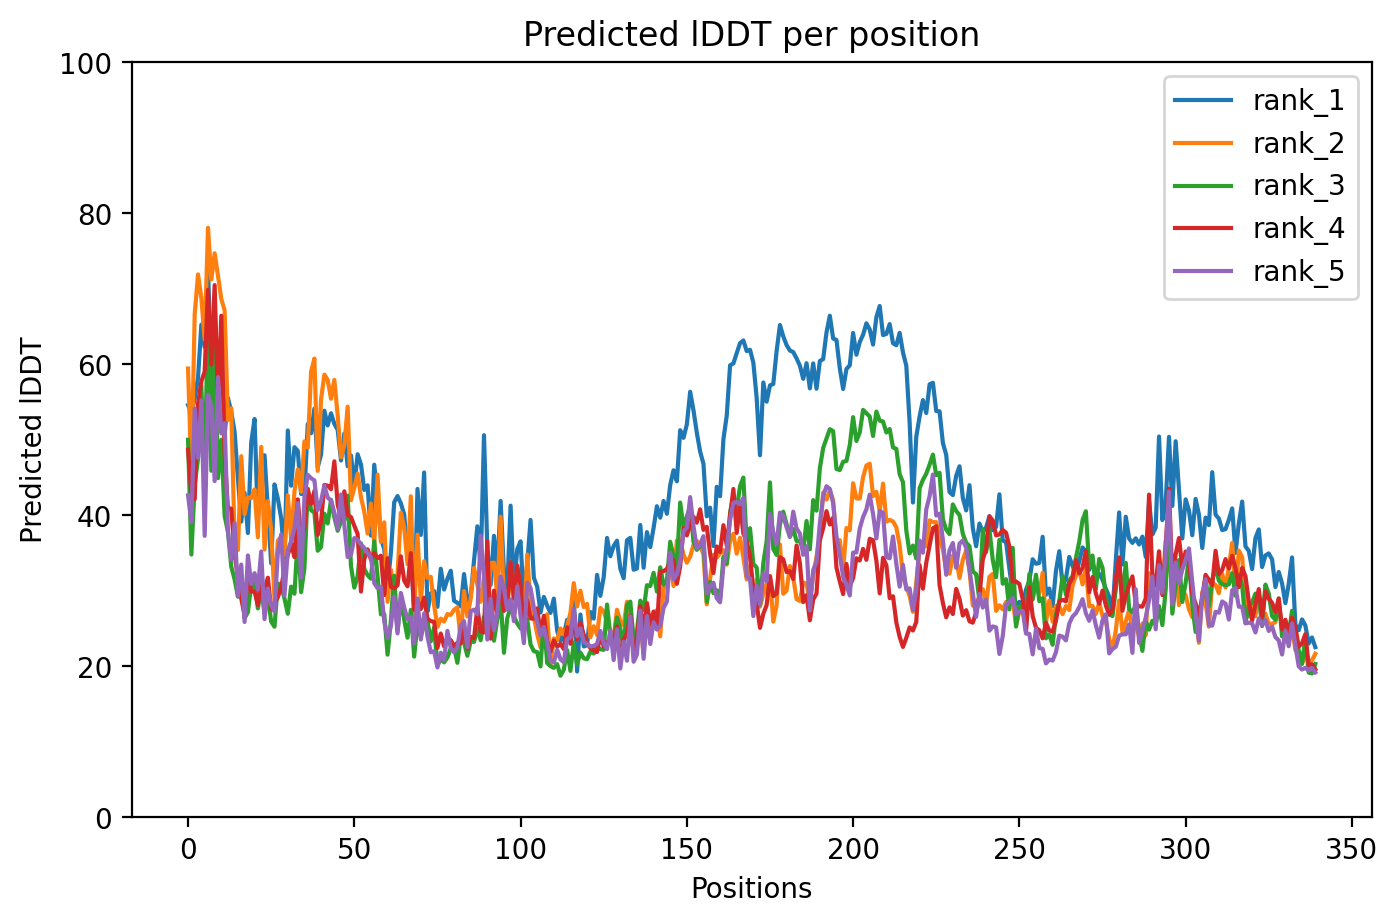 Predicted lDDT per position
100
80
60
40
20
0
Predicted lDDT
rank_1
rank_2
rank_3
rank_4
rank_5
0 50 100 150 200 250 300 350
Positions